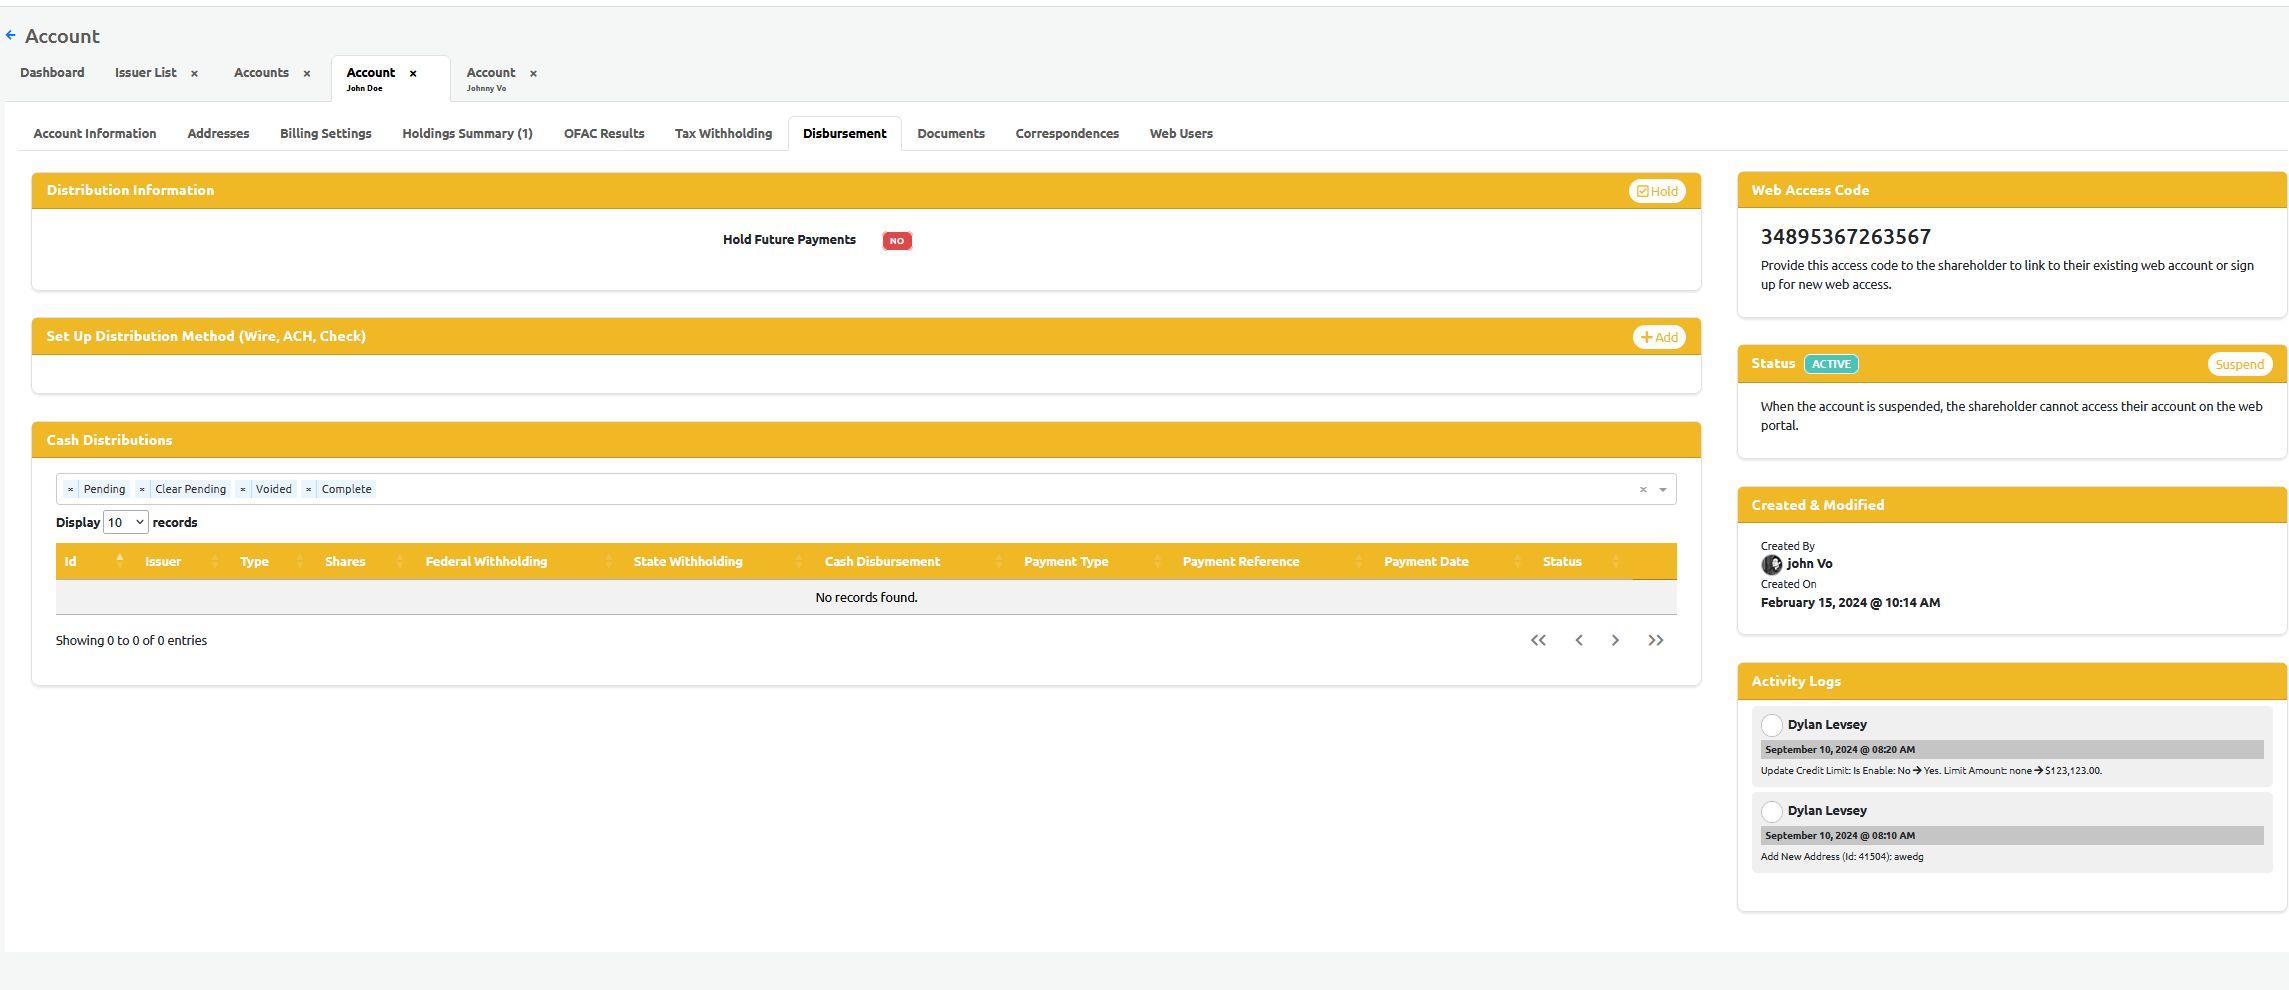 Account
Dashboard Issuer List × Accounts × Account × Account ×
John Doe Johnny Vo
Account Information Addresses Billing Settings Holdings Summary (1) OFAC Results Tax Withholding Disbursement Documents Correspondences Web Users
Distribution Information Hold
Hold Future Payments NO
Set Up Distribution Method (Wire, ACH, Check) + Add
Cash Distributions
× Pending × Clear Pending × Voided × Complete ×
Display 10 records
Id Issuer Type Shares Federal Withholding State Withholding Cash Disbursement Payment Type Payment Reference Payment Date Status
No records found.
Showing 0 to 0 of 0 entries
Web Access Code
34895367263567
Provide this access code to the shareholder to link to their existing web account or sign
up for new web access.
Status ACTIVE Suspend
When the account is suspended, the shareholder cannot access their account on the web
portal.
Created & Modified
Created By
john Vo
Created On
February 15, 2024 @ 10:14 AM
Activity Logs
Dylan Levsey
September 10, 2024 @ 08:20 AM
Update Credit Limit: Is Enable: No → Yes. Limit Amount: none → $123,123.00.
Dylan Levsey
September 10, 2024 @ 08:10 AM
Add New Address (Id: 41504): awedg